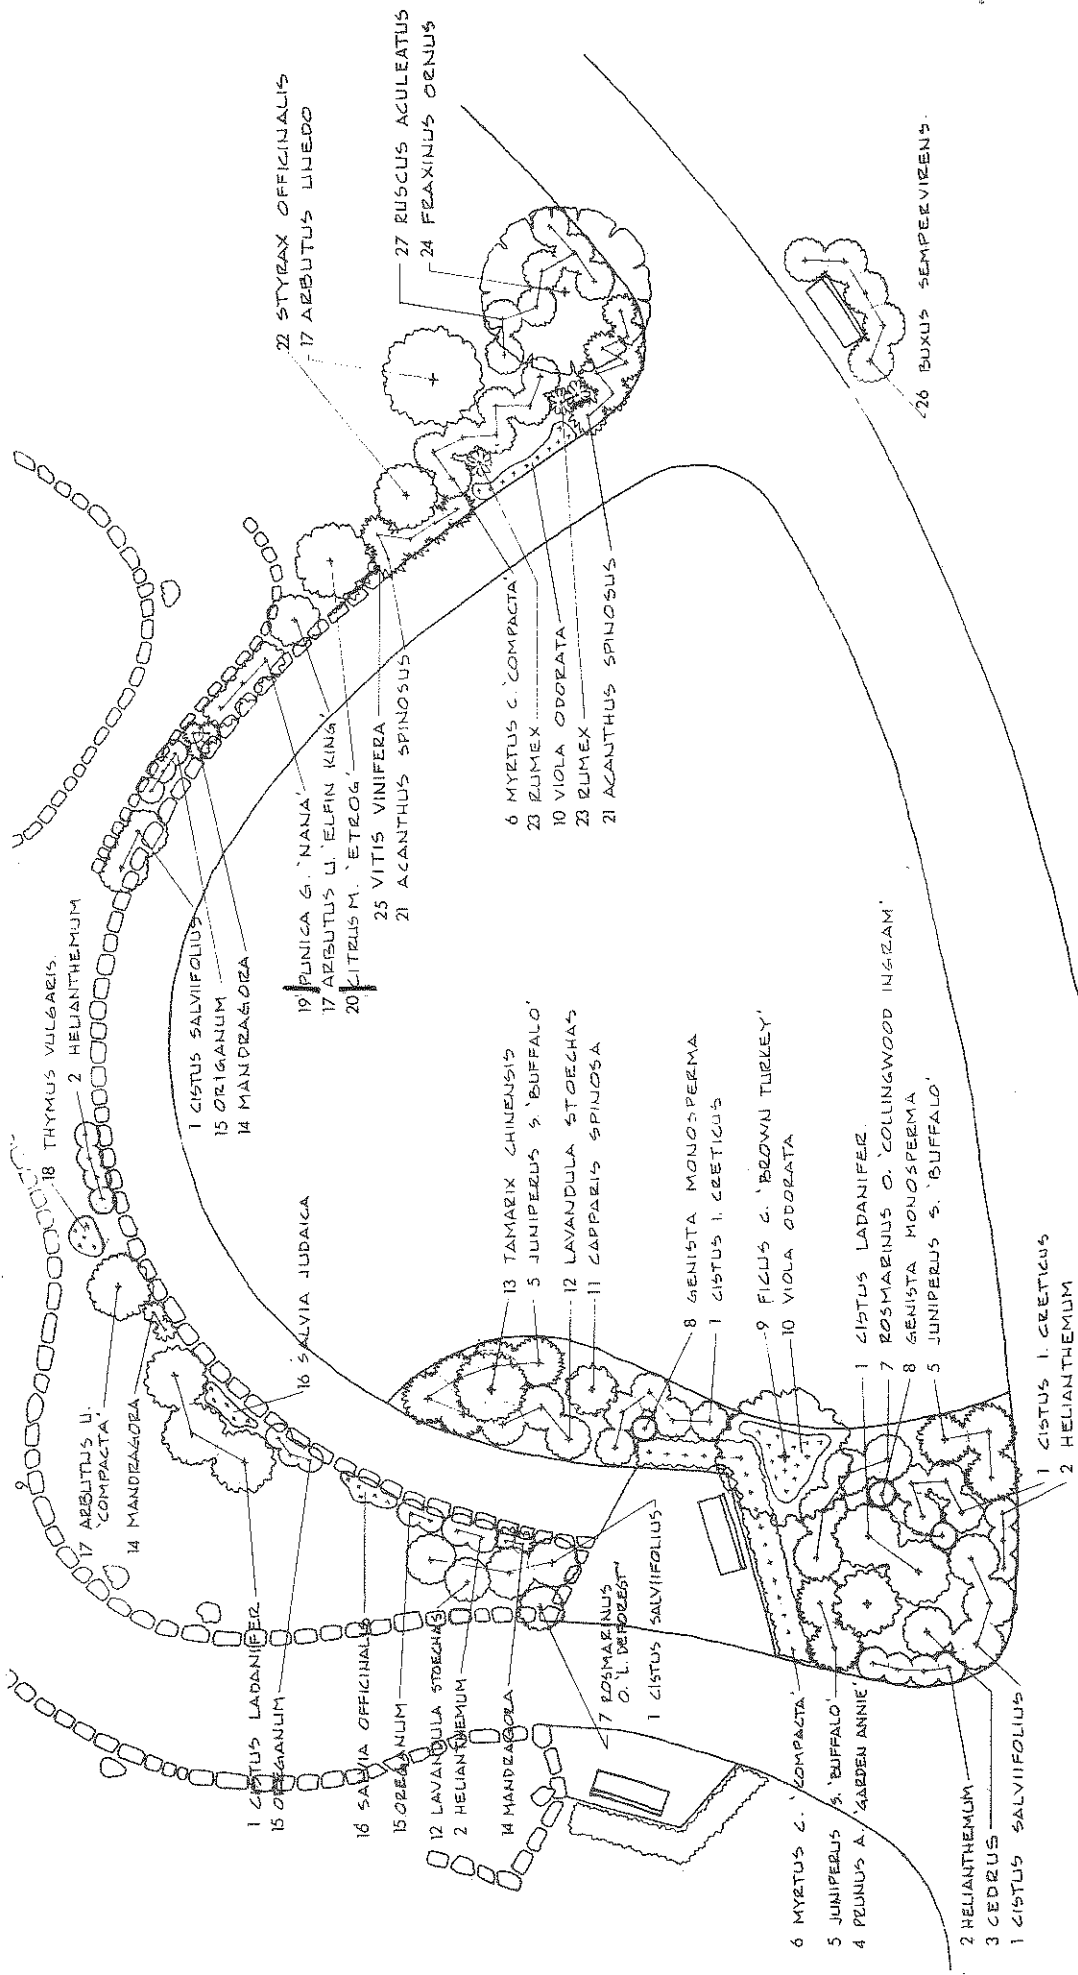 22 STYRAX OFFICINALIS
17 ARBUTUS UNEDO
27 RUSCUS ACULEATUS
24 FRAXINUS ORNUS
26 BUXUS SEMPERVIRENS.
18 THYMUS VULGARIS.
2 HELIANTHEMUM
1 CISTUS SALVIIFOLIUS
15 ORIGANUM
14 MANDRAGORA
19 PUNICA G. 'NANA'
17 ARBUTUS U. 'ELFIN KING'
20 CITRUS M. 'ETROG'
25 VITIS VINIFERA
21 ACANTHUS SPINOSUS
6 MYRTUS C. 'COMPACTA'
23 RUMEX
10 VIOLA ODORATA
23 RUMEX
21 ACANTHUS SPINOSUS
17 ARBUTUS U.
'COMPACTA'
14 MANDRAGORA
16 SALVIA JUDAICA
13 TAMARIX CHINENSIS
5 JUNIPERUS S. 'BUFFALO'
12 LAVANDULA STOECHAS
11 CAPPARIS SPINOSA
8 GENISTA MONOSPERMA
1 CISTUS I. CRETICUS
9 FICUS C. 'BROWN TURKEY'
10 VIOLA ODORATA
1 CISTUS LADANIFER
7 ROSMARINUS O. 'COLLINGWOOD INGRAM'
8 GENISTA MONOSPERMA
5 JUNIPERUS S. 'BUFFALO'
1 CISTUS I. CRETICUS
2 HELIANTHEMUM
1 CISTUS LADANIFER
15 OREGANUM
16 SALVIA OFFICINALIS
15 OREGANUM
12 LAVANDULA STOECHAS
2 HELIANTHEMUM
14 MANDRAGORA
7 ROSMARINUS
O. 'L. DEFOREST'
1 CISTUS SALVIIFOLIUS
6 MYRTUS C. 'COMPACTA'
5 JUNIPERUS S. 'BUFFALO'
4 PRUNUS A. 'GARDEN ANNIE'
2 HELIANTHEMUM
3 CEDRUS
1 CISTUS SALVIIFOLIUS